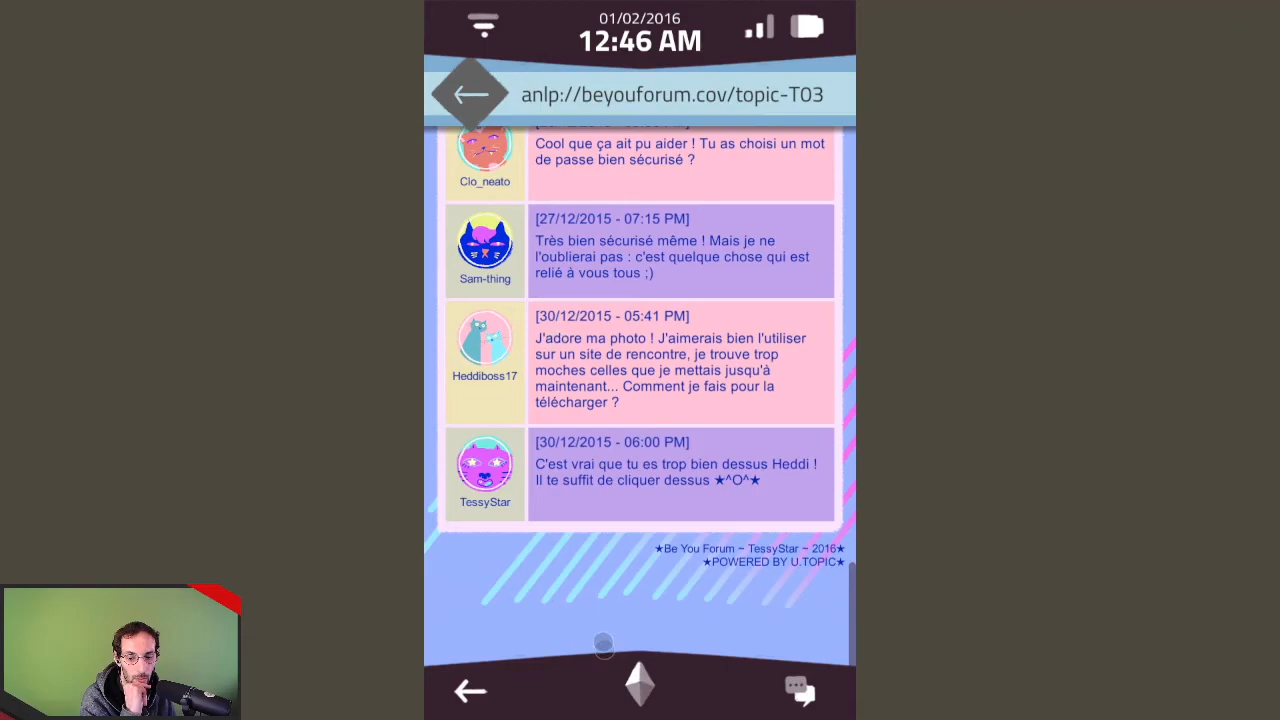 01/02/2016
12:46 AM
anlp://beyouforum.cov/topic-T03
Cool que ça ait pu aider ! Tu as choisi un mot
de passe bien sécurisé ?
Clo_neato
[27/12/2015 - 07:15 PM]
Très bien sécurisé même ! Mais je ne
l'oublierai pas : c'est quelque chose qui est
relié à vous tous ;)
Sam-thing
[30/12/2015 - 05:41 PM]
J'adore ma photo ! J'aimerais bien l'utiliser
sur un site de rencontre, je trouve trop
moches celles que je mettais jusqu'à
maintenant... Comment je fais pour la
télécharger ?
Heddiboss17
[30/12/2015 - 06:00 PM]
C'est vrai que tu es trop bien dessus Heddi !
Il te suffit de cliquer dessus ★^O^★
TessyStar
★Be You Forum ~ TessyStar ~ 2016★
★POWERED BY U.TOPIC★